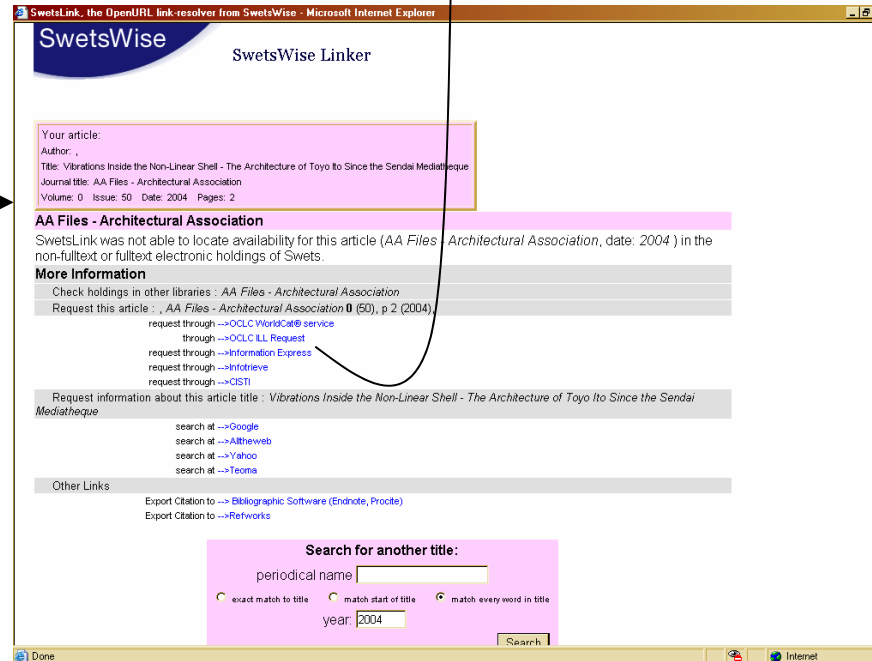 SwetsLink, the OpenURL link-resolver from SwetsWise - Microsoft Internet Explorer
SwetsWise
SwetsWise Linker
Your article:
Author: ,
Title: Vibrations Inside the Non-Linear Shell - The Architecture of Toyo Ito Since the Sendai Mediatheque
Journal title: AA Files - Architectural Association
Volume: 0 Issue: 50 Date: 2004 Pages: 2
AA Files - Architectural Association
SwetsLink was not able to locate availability for this article (AA Files - Architectural Association, date: 2004 ) in the
non-fulltext or fulltext electronic holdings of Swets.
More Information
Check holdings in other libraries : AA Files - Architectural Association
Request this article : , AA Files - Architectural Association 0 (50), p 2 (2004),
request through -->OCLC WorldCat® service
through -->OCLC ILL Request
request through -->Information Express
request through -->Infotrieve
request through -->CISTI
Request information about this article title : Vibrations Inside the Non-Linear Shell - The Architecture of Toyo Ito Since the Sendai
Mediatheque
search at -->Google
search at -->Alltheweb
search at -->Yahoo
search at -->Teoma
Other Links
Export Citation to --> Bibliographic Software (Endnote, Procite)
Export Citation to -->Refworks
Search for another title:
periodical name
exact match to title match start of title match every word in title
year: 2004
Search
Done Internet